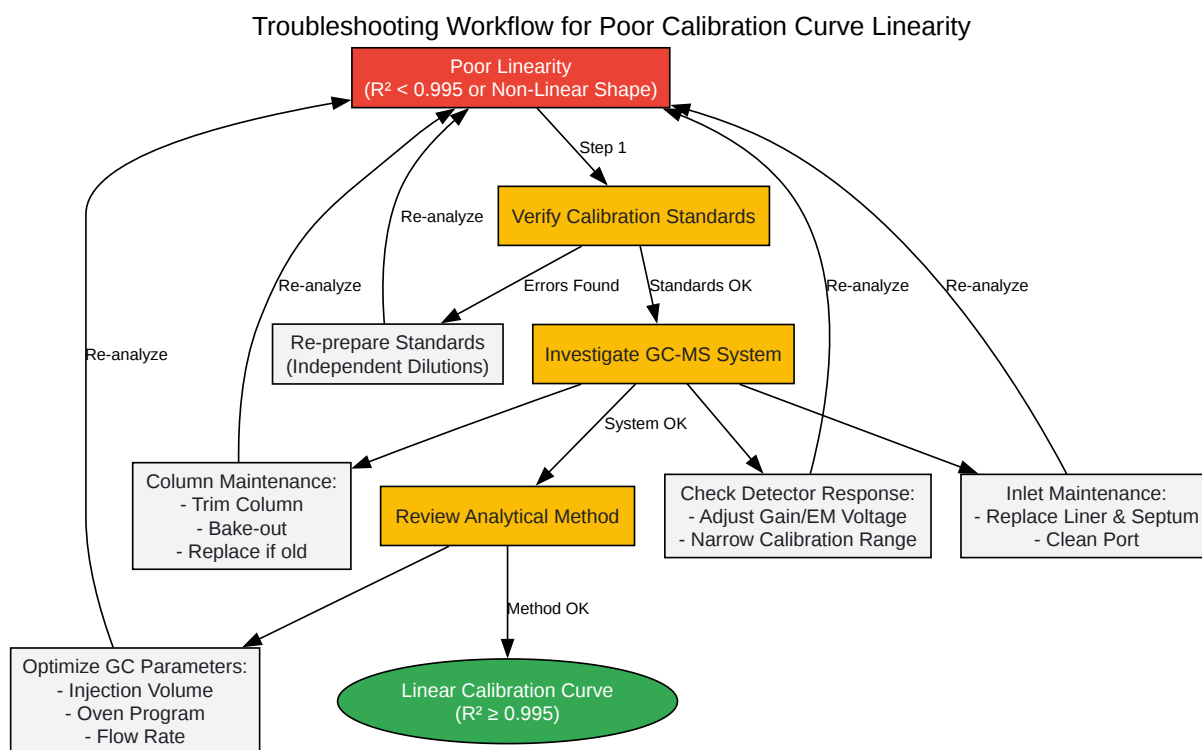 Troubleshooting Workflow for Poor Calibration Curve Linearity
Poor Linearity
(R² < 0.995 or Non-Linear Shape)
Step 1
Verify Calibration Standards
Re-analyze
Errors Found
Standards OK
Re-analyze
Re-analyze
Re-analyze
Re-prepare Standards
(Independent Dilutions)
Investigate GC-MS System
Re-analyze
System OK
Column Maintenance:
- Trim Column
- Bake-out
- Replace if old
Review Analytical Method
Check Detector Response:
- Adjust Gain/EM Voltage
- Narrow Calibration Range
Inlet Maintenance:
- Replace Liner & Septum
- Clean Port
Method OK
Optimize GC Parameters:
- Injection Volume
- Oven Program
- Flow Rate
Linear Calibration Curve
(R² ≥ 0.995)